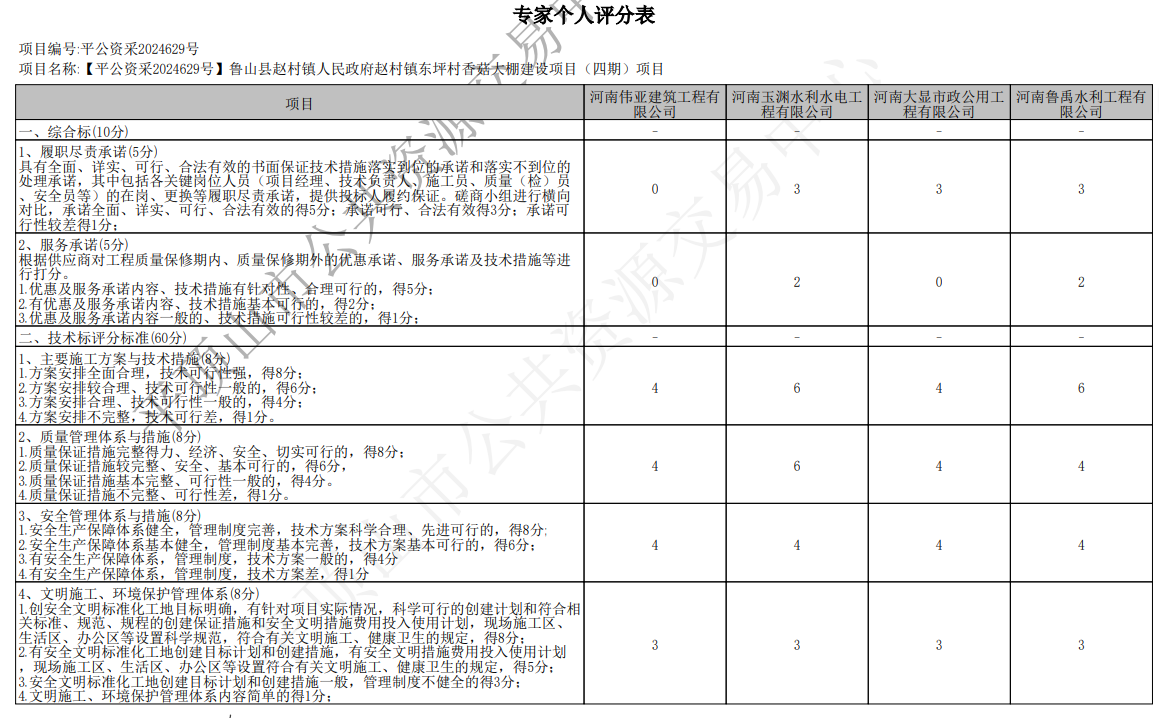 专家个人评分表
项目编号:平公资采2024629号
项目名称:【平公资采2024629号】鲁山县赵村镇人民政府赵村镇东坪村香菇大棚建设项目（四期）项目
项目
河南伟亚建筑工程有限公司
河南玉渊水利水电工程有限公司
河南大显市政公用工程有限公司
河南鲁禹水利工程有限公司
一、综合标(10分) - - - -
1、履职尽责承诺(5分)
具有全面、详实、可行、合法有效的书面保证技术措施落实到位的承诺和落实不到位的
处理承诺，其中包括各关键岗位人员（项目经理、技术负责人、施工员、质量（检）员
、安全员等）的在岗、更换等履职尽责承诺，提供投标人履约保证。磋商小组进行横向
对比，承诺全面、详实、可行、合法有效的得5分；承诺可行、合法有效得3分；承诺可
行性较差得1分；
0 3 3 3
2、服务承诺(5分)
根据供应商对工程质量保修期内、质量保修期外的优惠承诺、服务承诺及技术措施等进
行打分。
1.优惠及服务承诺内容、技术措施有针对性、合理可行的，得5分；
2.有优惠及服务承诺内容、技术措施基本可行的，得2分；
3.优惠及服务承诺内容一般的、技术措施可行性较差的，得1分；
0 2 0 2
二、技术标评分标准(60分) - - - -
1、主要施工方案与技术措施(8分)
1.方案安排全面合理，技术可行性强，得8分；
2.方案安排较合理、技术可行性一般的，得6分；
3.方案安排合理、技术可行性一般的，得4分；
4.方案安排不完整，技术可行差，得1分。
4 6 4 6
2、质量管理体系与措施(8分)
1.质量保证措施完整得力、经济、安全、切实可行的，得8分；
2.质量保证措施较完整、安全、基本可行的，得6分，
3.质量保证措施基本完整、可行性一般的，得4分。
4.质量保证措施不完整、可行性差，得1分。
4 6 4 4
3、安全管理体系与措施(8分)
1.安全生产保障体系健全，管理制度完善，技术方案科学合理、先进可行的，得8分;
2.安全生产保障体系基本健全，管理制度基本完善，技术方案基本可行的，得6分；
3.有安全生产保障体系，管理制度，技术方案一般的，得4分
4.有安全生产保障体系，管理制度，技术方案差，得1分
4 4 4 4
4、文明施工、环境保护管理体系(8分)
1.创安全文明标准化工地目标明确，有针对项目实际情况，科学可行的创建计划和符合相
关标准、规范、规程的创建保证措施和安全文明措施费用投入使用计划，现场施工区、
生活区、办公区等设置科学规范，符合有关文明施工、健康卫生的规定，得8分；
2.有安全文明标准化工地创建目标计划和创建措施，有安全文明措施费用投入使用计划
，现场施工区、生活区、办公区等设置符合有关文明施工、健康卫生的规定，得5分；
3.安全文明标准化工地创建目标计划和创建措施一般，管理制度不健全的得3分；
4.文明施工、环境保护管理体系内容简单的得1分；
3 3 3 3
平顶山市公共资源交易中
顶山市公共资源交易中心